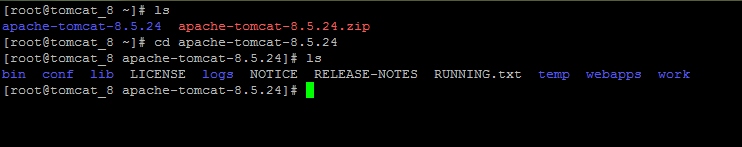 [root@tomcat_8 ~]# ls
apache-tomcat-8.5.24  apache-tomcat-8.5.24.zip
[root@tomcat_8 ~]# cd apache-tomcat-8.5.24
[root@tomcat_8 apache-tomcat-8.5.24]# ls
bin  conf  lib  LICENSE  logs  NOTICE  RELEASE-NOTES  RUNNING.txt  temp  webapps  work
[root@tomcat_8 apache-tomcat-8.5.24]#